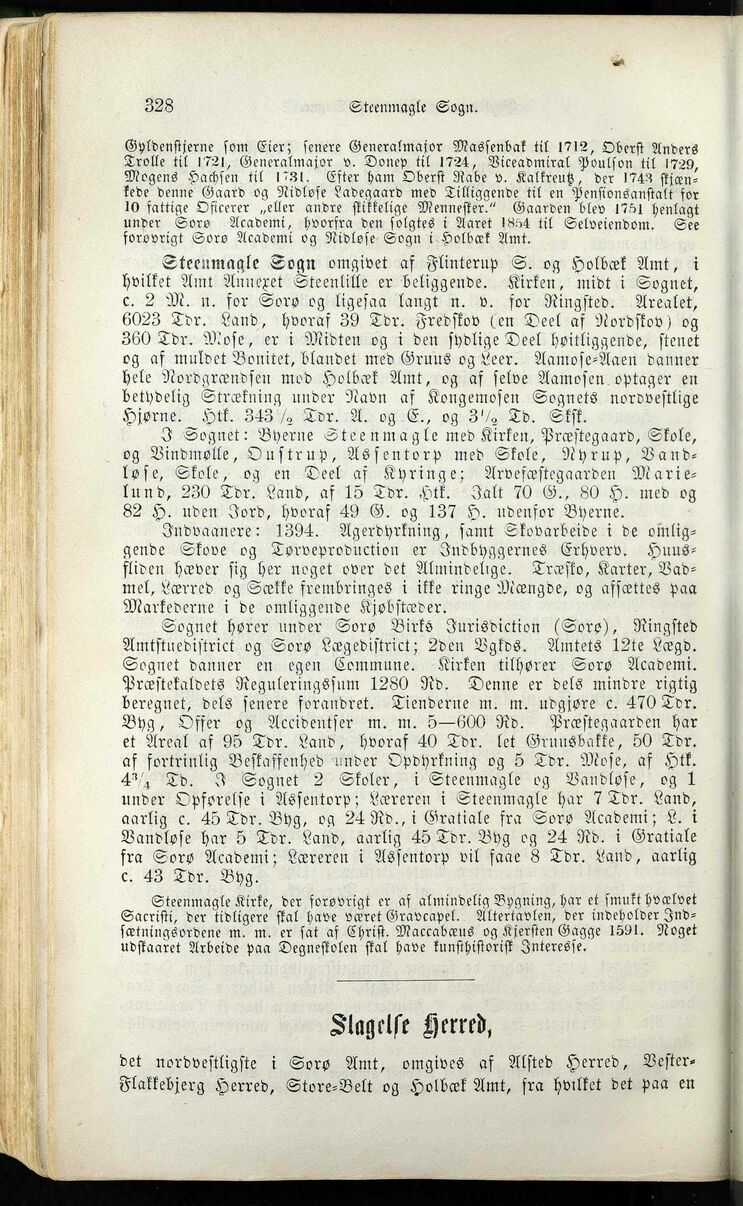 328
Steenmagle Sogn.
Gyldenstjerne som Eier; senere Generalmajor Massenbak til 1712, Oberst Anders
Trolle til 1721, Generalmajor v. Donep til 1724, Viceadmiral Poulson til 1729,
Mogens Hachsen til 1731. Efter ham Oberst Rabe v. Kalkreutz, der 1743 skjæn-
kede denne Gaard og Nidløse Ladegaard med Tilliggende til en Pensionsanstalt for
10 fattige Officerer „eller andre skikkelige Mennesker.“ Gaarden blev 1751 henlagt
under Sorø Academi, hvorfra den solgtes i Aaret 1854 til Selveiendom. See
forøvrigt Sorø Academi og Nidløse Sogn i Holbæk Amt.
Steenmagle Sogn omgivet af Flinterup S. og Holbæk Amt, i
hvilket Amt Annexet Steenlille er beliggende. Kirken, midt i Sognet,
c. 2 M. n. for Sorø og ligesaa langt n. v. for Ringsted. Arealet,
6023 Tdr. Land, hvoraf 39 Tdr. Fredskov (en Deel af Nordskov) og
360 Tdr. Mose, er i Midten og i den sydlige Deel høitliggende, stenet
og af muldet Bonitet, blandet med Gruus og Leer. Aamose-Aaen danner
hele Nordgrændsen mod Holbæk Amt, og af selve Aamosen optager en
betydelig Strækning under Navn af Kongemosen Sognets nordvestlige
Hjørne. Htk. 343½ Tdr. A. og E., og 3½ Td. Sksk.
I Sognet: Byerne Steenmagle med Kirken, Præstegaard, Skole,
og Vindmølle, Oustrup, Assentorp med Skole, Nyrup, Vand-
løse, Skole, og en Deel af Kyringe; Arvefæstegaarden Marie-
lund, 230 Tdr. Land, af 15 Tdr. Htk. Ialt 70 G., 80 H. med og
82 H. uden Jord, hvoraf 49 G. og 137 H. udenfor Byerne.
Indvaanere: 1394. Agerdyrkning, samt Skovarbeide i de omlig-
gende Skove og Tørveproduction er Indbyggernes Erhverv. Huus-
fliden hæver sig her noget over det Almindelige. Træsko, Karter, Vad-
mel, Lærred og Sække frembringes i ikke ringe Mængde, og afsættes paa
Markederne i de omliggende Kjøbstæder.
Sognet hører under Sorø Birks Jurisdiction (Sorø), Ringsted
Amtstuedistrict og Sorø Lægedistrict; 2den Vgkds. Amtets 12te Lægd.
Sognet danner en egen Commune. Kirken tilhører Sorø Academi.
Præstekaldets Reguleringssum 1280 Rd. Denne er dels mindre rigtig
beregnet, dels senere forandret. Tienderne m. m. udgjøre c. 470 Tdr.
Byg, Offer og Accidentser m. m. 5—600 Rd. Præstegaarden har
et Areal af 95 Tdr. Land, hvoraf 40 Tdr. let Gruusbakke, 50 Tdr.
af fortrinlig Beskaffenhed under Opdyrkning og 5 Tdr. Mose, af Htk.
4¾ Td. I Sognet 2 Skoler, i Steenmagle og Vandløse, og 1
under Opførelse i Assentorp; Læreren i Steenmagle har 7 Tdr. Land,
aarlig c. 45 Tdr. Byg, og 24 Rd., i Gratiale fra Sorø Academi; L. i
Vandløse har 5 Tdr. Land, aarlig 45 Tdr. Byg og 24 Rd. i Gratiale
fra Sorø Academi; Læreren i Assentorp vil faae 8 Tdr. Land, aarlig
c. 43 Tdr. Byg.
Steenmagle Kirke, der forøvrigt er af almindelig Bygning, har et smukt hvælvet
Sacristi, der tidligere skal have været Gravcapel. Altertavlen, der indeholder Ind-
sætningsordene m. m. er sat af Christ. Maccabæus og Kjersten Gagge 1591. Noget
udskaaret Arbeide paa Degnestolen skal have kunsthistorisk Interesse.
Slagelse Herred,
det nordvestligste i Sorø Amt, omgives af Alsted Herred, Vester-
Flakkebjerg Herred, Store-Belt og Holbæk Amt, fra hvilket det paa en